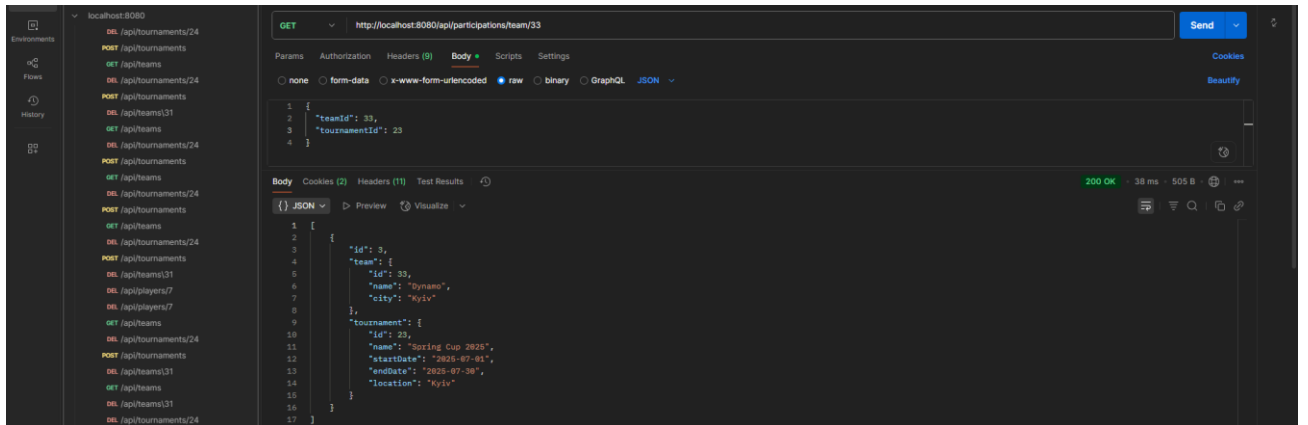 Environments
Flows
History
localhost:8080
DEL /api/tournaments/24
POST /api/tournaments
GET /api/teams
DEL /api/tournaments/24
POST /api/tournaments
DEL /api/teams\31
GET /api/teams
DEL /api/tournaments/24
POST /api/tournaments
GET /api/teams
DEL /api/tournaments/24
POST /api/tournaments
GET /api/teams
DEL /api/tournaments/24
POST /api/tournaments
DEL /api/teams\31
DEL /api/players/7
DEL /api/players/7
GET /api/teams
DEL /api/tournaments/24
POST /api/tournaments
DEL /api/teams\31
GET /api/teams
DEL /api/teams\31
DEL /api/tournaments/24
GET http://localhost:8080/api/participations/team/33 Send
Params Authorization Headers (9) Body Scripts Settings Cookies
none form-data x-www-form-urlencoded raw binary GraphQL JSON Beautify
1 {
2 "teamId": 33,
3 "tournamentId": 23
4 }
Body Cookies (2) Headers (11) Test Results 200 OK 38 ms 505 B
{} JSON Preview Visualize
1 [
2 {
3 "id": 3,
4 "team": {
5 "id": 33,
6 "name": "Dynamo",
7 "city": "Kyiv"
8 },
9 "tournament": {
10 "id": 23,
11 "name": "Spring Cup 2025",
12 "startDate": "2025-07-01",
13 "endDate": "2025-07-30",
14 "location": "Kyiv"
15 }
16 }
17 ]